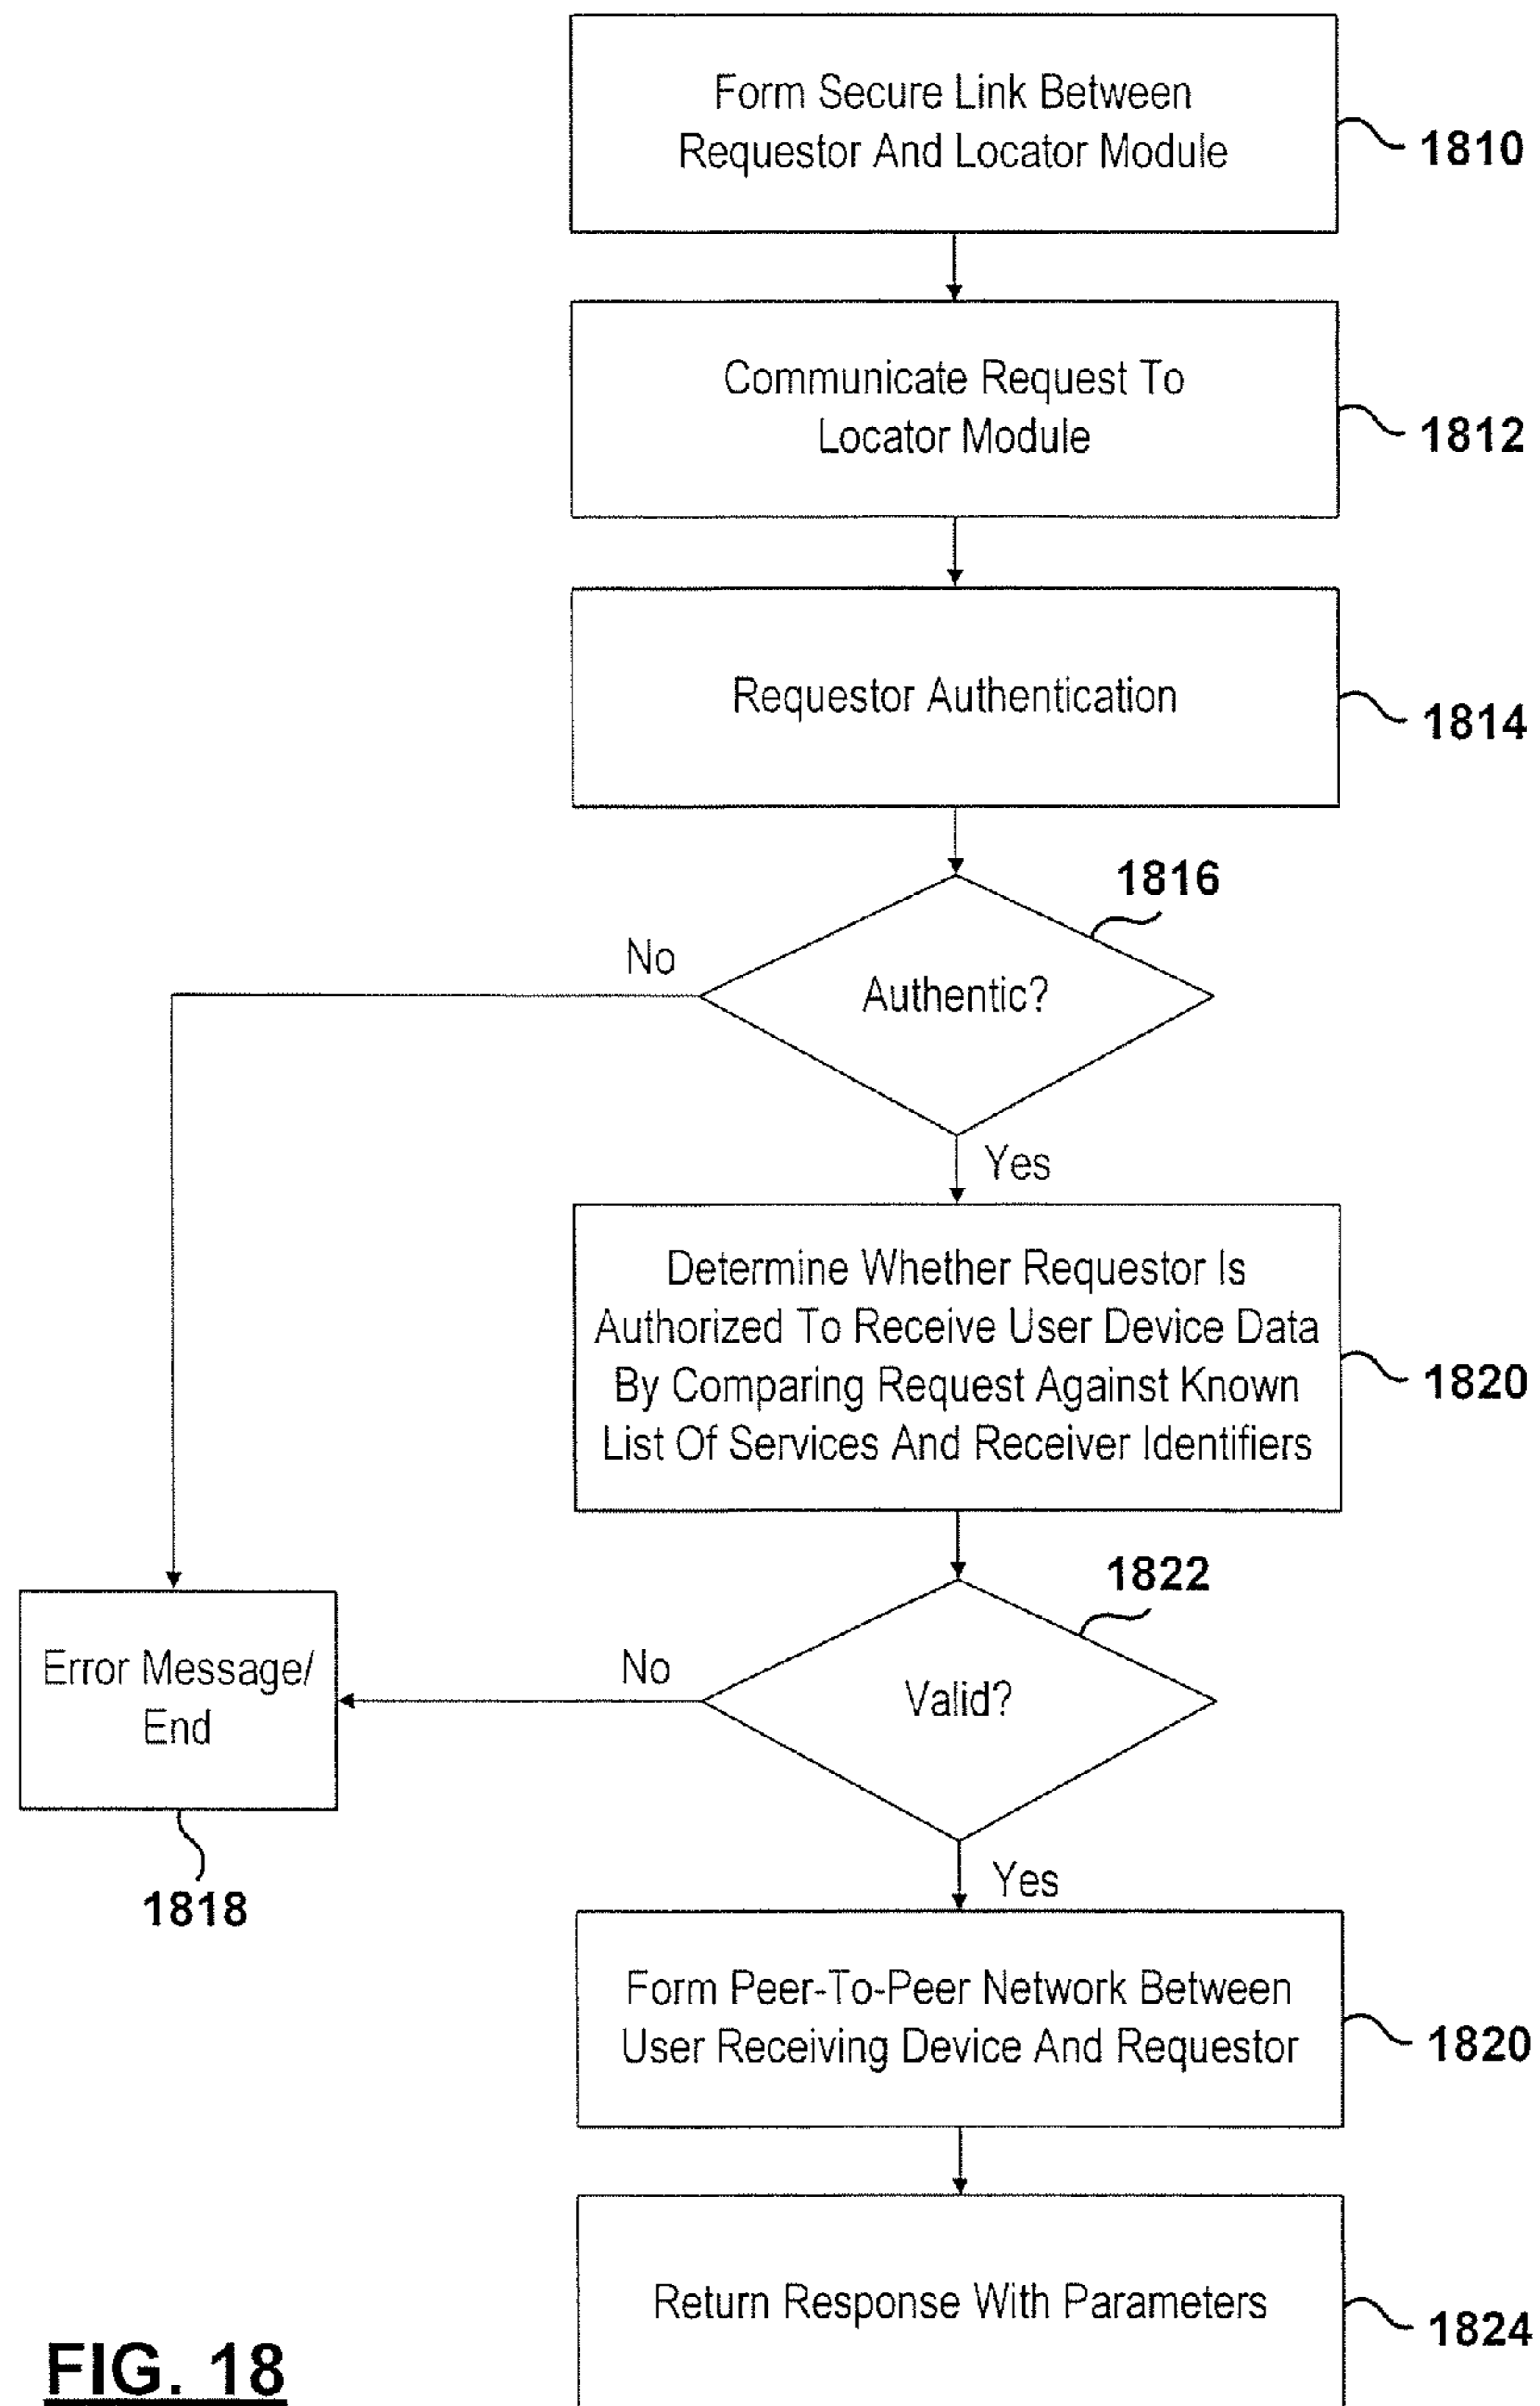 Form Secure Link Between
Requestor And Locator Module
1810
Communicate Request To
Locator Module
1812
Requestor Authentication
1814
1816
No
Authentic?
Yes
Determine Whether Requestor Is
Authorized To Receive User Device Data
By Comparing Request Against Known
List Of Services And Receiver Identifiers
1820
1822
Error Message/
End
No
Valid?
1818
Yes
Form Peer-To-Peer Network Between
User Receiving Device And Requestor
1820
Return Response With Parameters
1824
FIG. 18